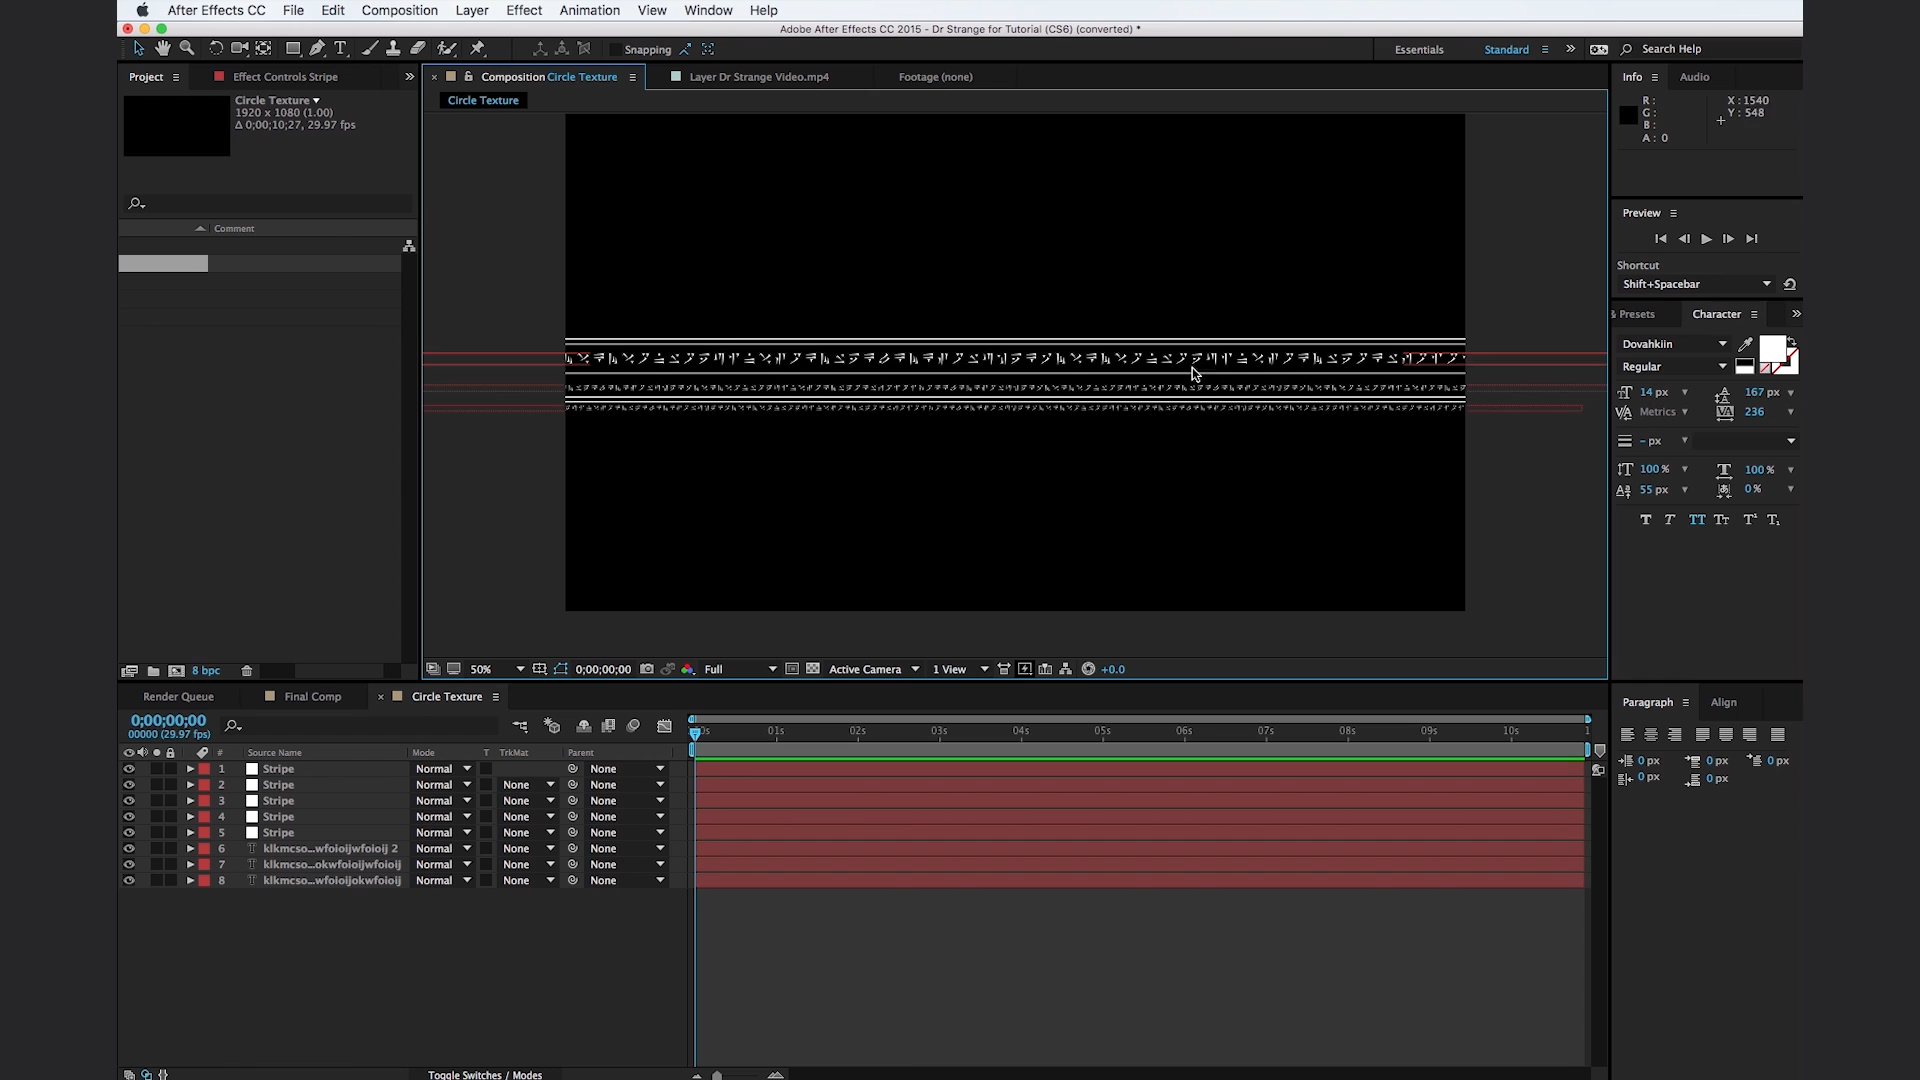 After Effects CC File Edit Composition Layer Effect Animation View Window Help
Adobe After Effects CC 2015 - Dr Strange for Tutorial (CS6) (converted) *
Snapping Essentials Standard Search Help
Project Effect Controls Stripe Composition Circle Texture Layer Dr Strange Video.mp4 Footage (none) Info Audio
Circle Texture
1920 x 1080 (1.00)
Δ 0;00;10;27, 29.97 fps
Circle Texture
R: X: 1540
G: Y: 548
B:
A: 0
Comment
Preview
Shortcut
Shift+Spacebar
& Presets Character
Dovahkiin
Regular
14 px 167 px
Metrics 236
- px
100% 100%
55 px 0%
8 bpc 50% 0;00;00;00 Full Active Camera 1 View +0.0
Render Queue Final Comp Circle Texture Paragraph Align
0;00;00;00
00000 (29.97 fps)
01s 02s 03s 04s 05s 06s 07s 08s 09s 10s
# Source Name Mode T TrkMat Parent
1 Stripe Normal None
2 Stripe Normal None None
3 Stripe Normal None None
4 Stripe Normal None None
5 Stripe Normal None None
6 klkmcso...wfoioijwfoioij 2 Normal None None
7 klkmcso...okwfoioijwfoioij Normal None None
8 klkmcso...wfoioijokwfoioij Normal None None
0 px 0 px 0 px
0 px 0 px
Toggle Switches / Modes